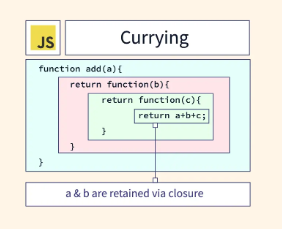 JS
Currying
function add(a){
return function(b){
return function(c){
return a+b+c;
}
}
}
a & b are retained via closure